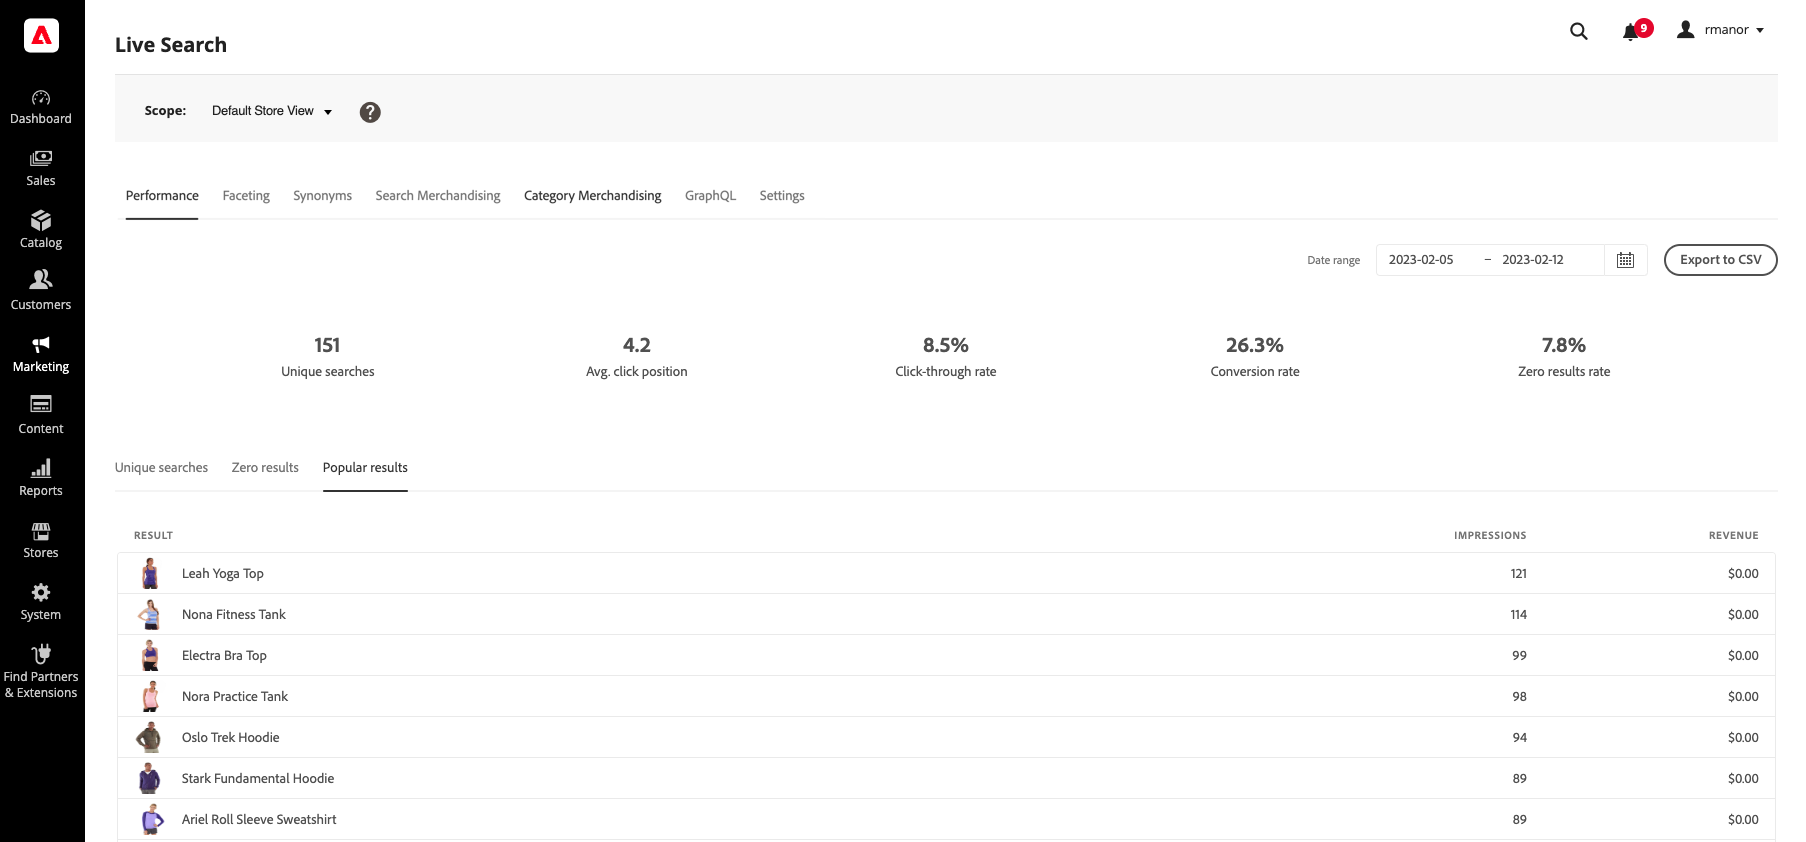 Live Search
9
rmanor
Scope: Default Store View ?
Dashboard
Sales
Catalog
Customers
Marketing
Content
Reports
Stores
System
Find Partners
& Extensions
Performance Faceting Synonyms Search Merchandising Category Merchandising GraphQL Settings
Date range 2023-02-05 – 2023-02-12 Export to CSV
151 4.2 8.5% 26.3% 7.8%
Unique searches Avg. click position Click-through rate Conversion rate Zero results rate
Unique searches Zero results Popular results
RESULT IMPRESSIONS REVENUE
Leah Yoga Top 121 $0.00
Nona Fitness Tank 114 $0.00
Electra Bra Top 99 $0.00
Nora Practice Tank 98 $0.00
Oslo Trek Hoodie 94 $0.00
Stark Fundamental Hoodie 89 $0.00
Ariel Roll Sleeve Sweatshirt 89 $0.00